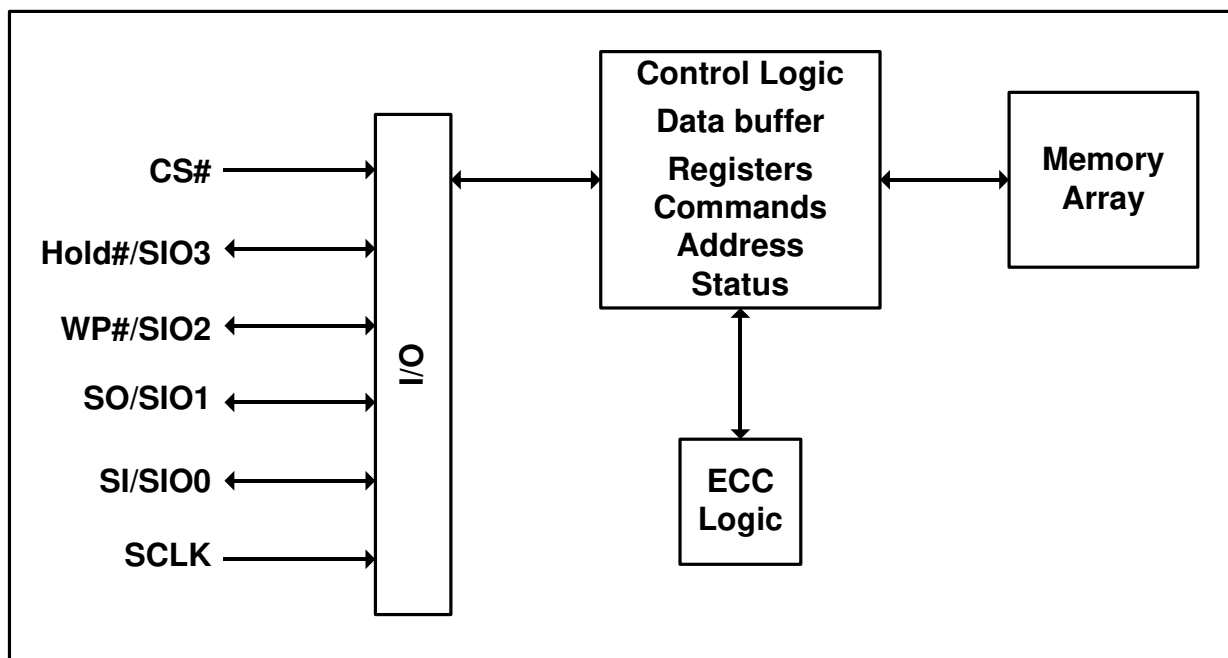 CS#
Hold#/SIO3
WP#/SIO2
SO/SIO1
SI/SIO0
SCLK
I/O
Control Logic
Data buffer
Registers
Commands
Address
Status
ECC
Logic
Memory
Array